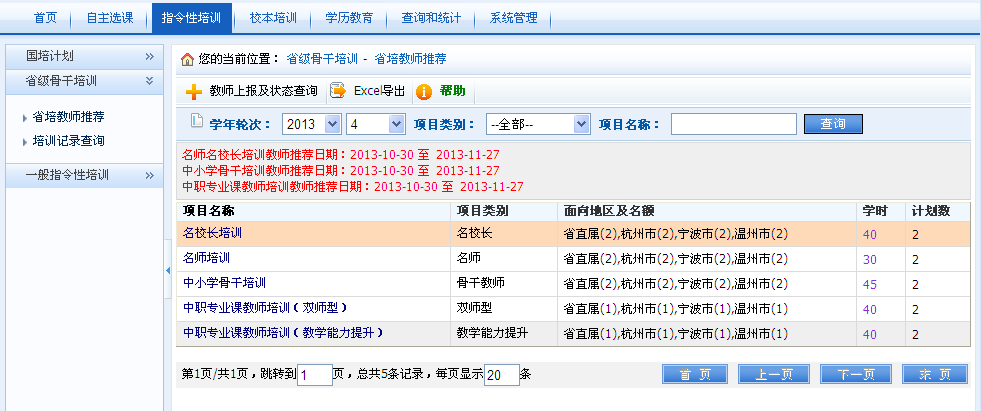 首页 自主选课 指令性培训 校本培训 学历教育 查询和统计 系统管理
国培计划
省级骨干培训
省培教师推荐
培训记录查询
一般指令性培训
您的当前位置： 省级骨干培训 - 省培教师推荐
教师上报及状态查询 Excel导出 帮助
学年轮次： 2013 4 项目类别： --全部-- 项目名称： 查询
名师名校长培训教师推荐日期：2013-10-30 至 2013-11-27
中小学骨干培训教师推荐日期：2013-10-30 至 2013-11-27
中职专业课教师培训教师推荐日期：2013-10-30 至 2013-11-27
项目名称 项目类别 面向地区及名额 学时 计划数
名校长培训 名校长 省直属(2),杭州市(2),宁波市(2),温州市(2) 40 2
名师培训 名师 省直属(2),杭州市(2),宁波市(2),温州市(2) 30 2
中小学骨干培训 骨干教师 省直属(2),杭州市(2),宁波市(2),温州市(2) 45 2
中职专业课教师培训（双师型） 双师型 省直属(1),杭州市(1),宁波市(1),温州市(1) 40 2
中职专业课教师培训（教学能力提升） 教学能力提升 省直属(1),杭州市(1),宁波市(1),温州市(1) 40 2
第1页/共1页，跳转到1页，总共5条记录，每页显示20条 首 页 上一页 下一页 末 页